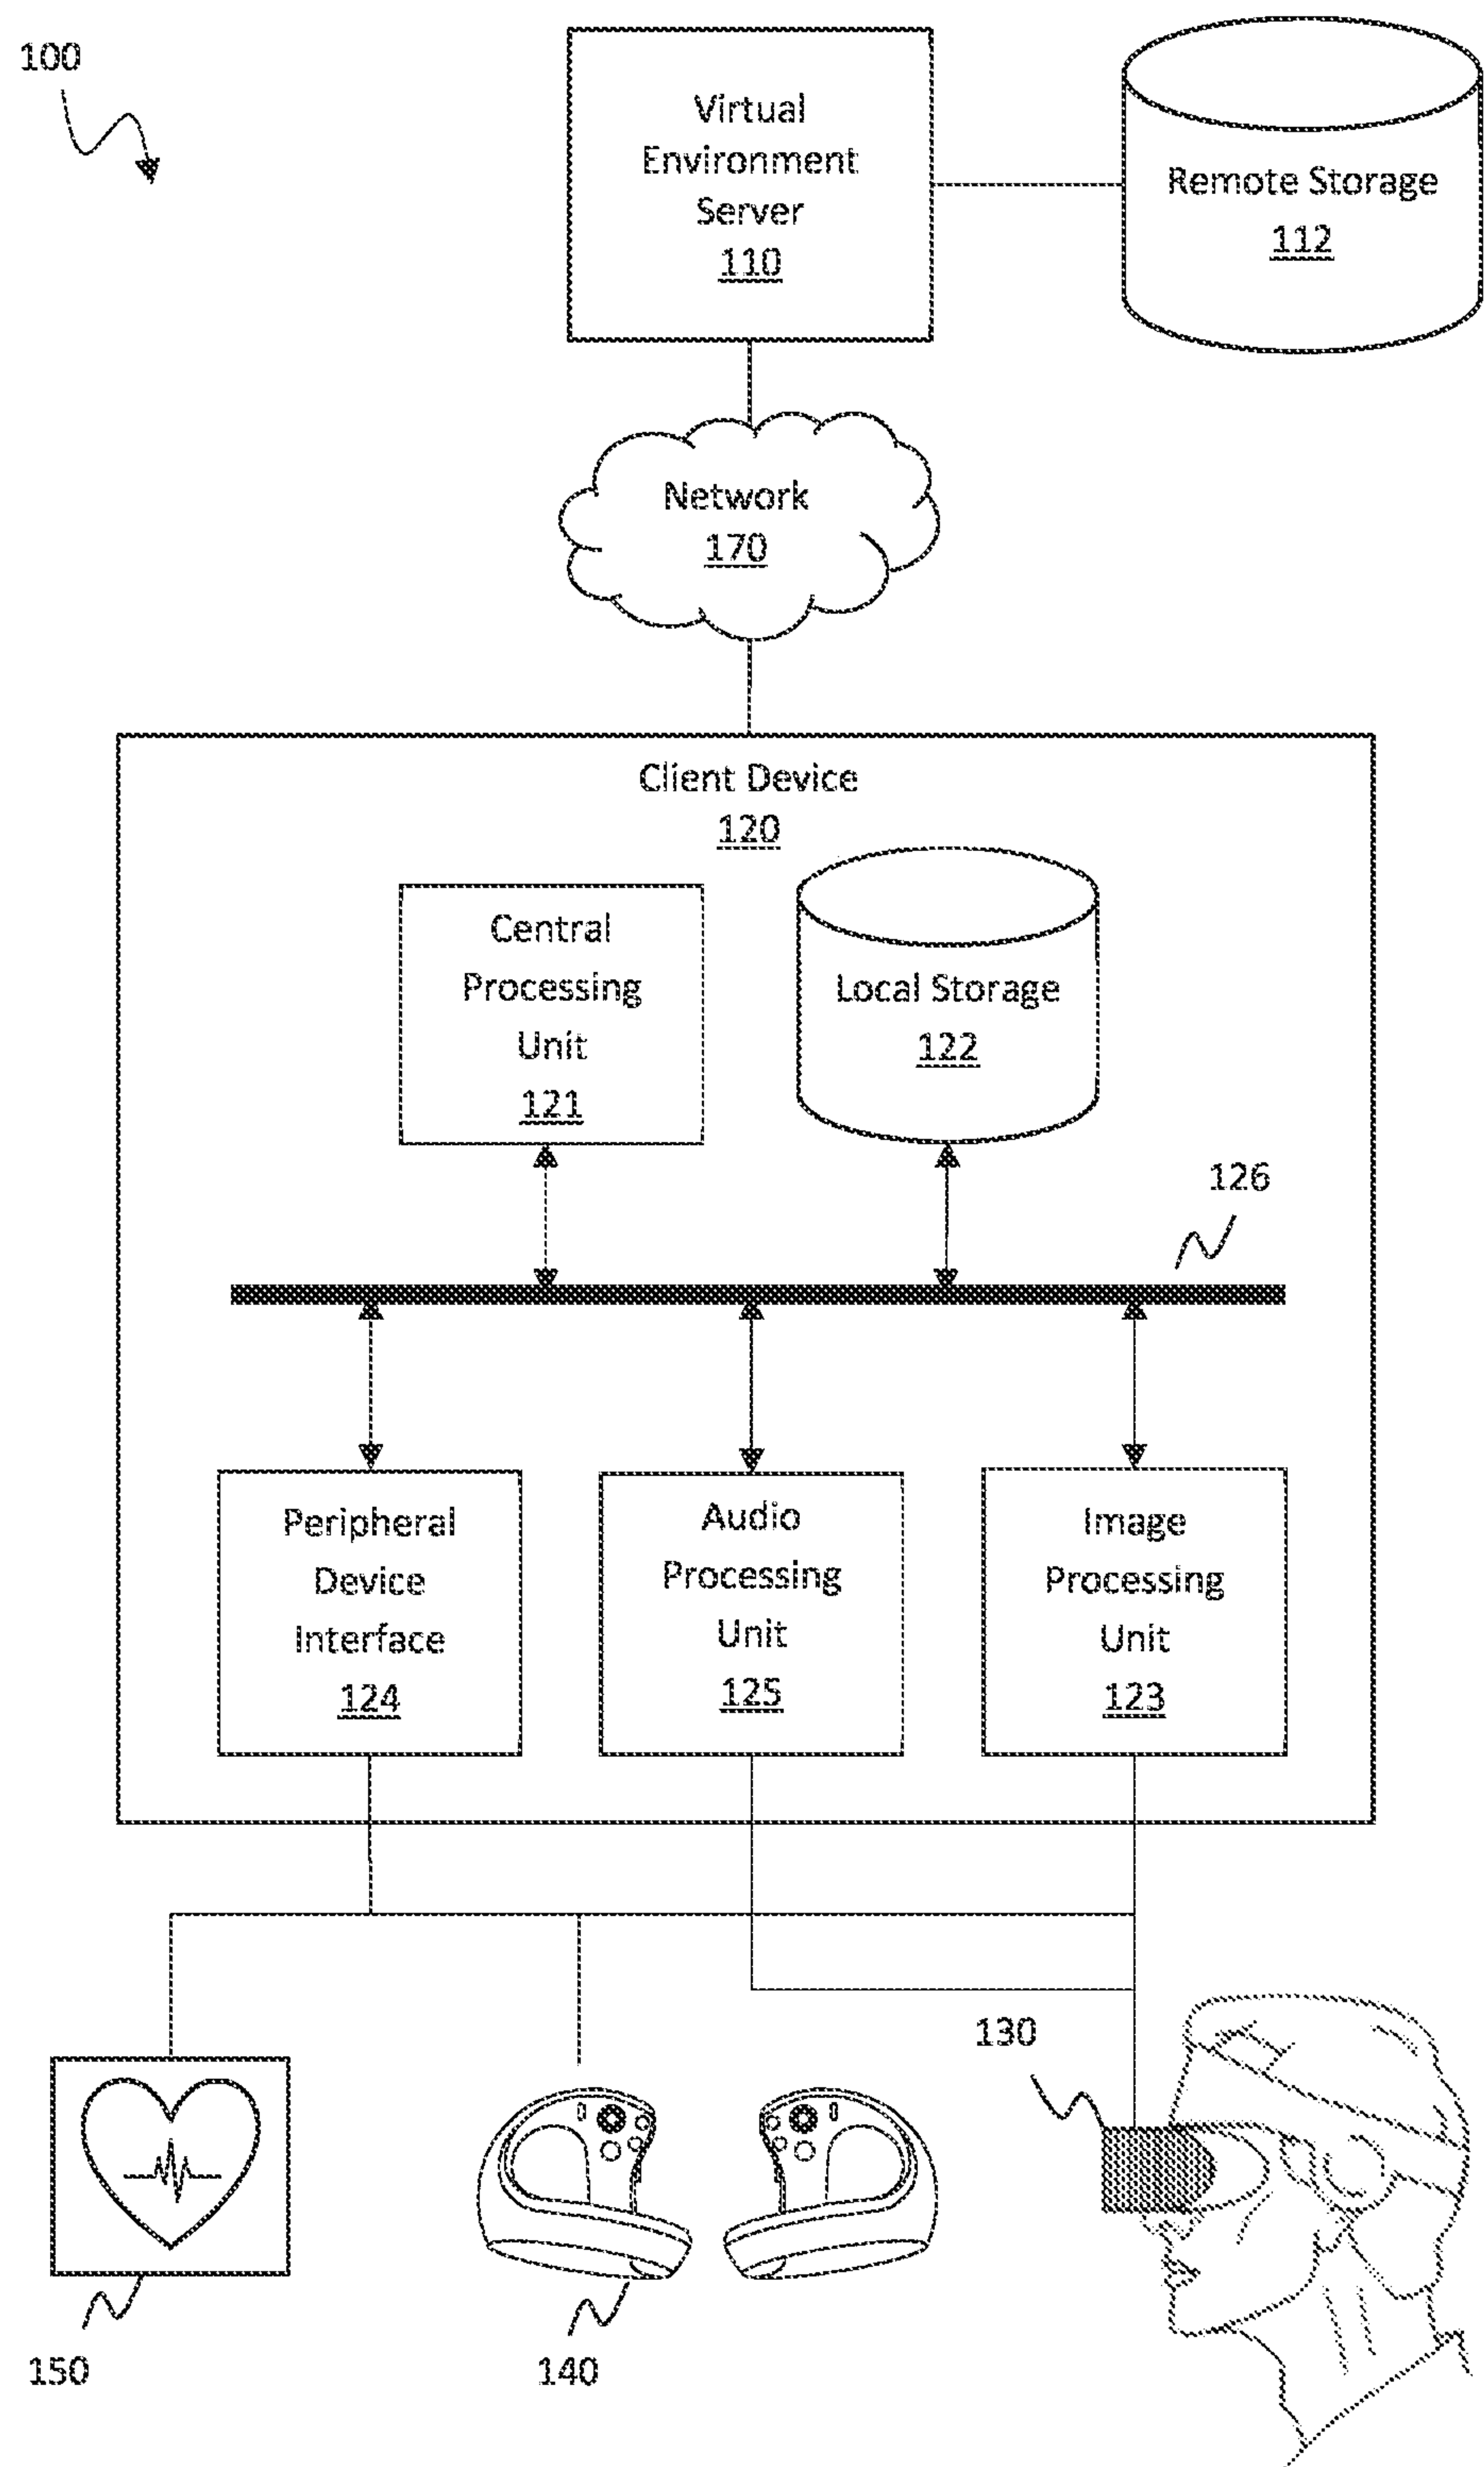 100
Virtual
Environment
Server
110
Remote Storage
112
Network
170
Client Device
120
Central
Processing
Unit
121
Local Storage
122
126
Peripheral
Device
Interface
124
Audio
Processing
Unit
125
Image
Processing
Unit
123
130
150
140